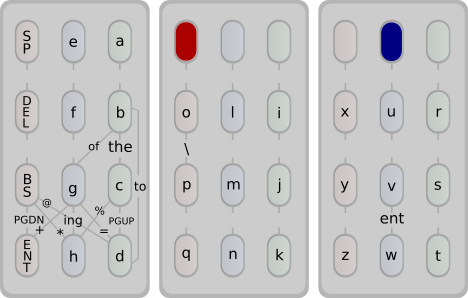 SP e a
DEL f b o l i x u r
of the \
BS g c to p m j y v s
@
PGDN ing % PGUP ent
+ * =
ENT h d q n k z w t